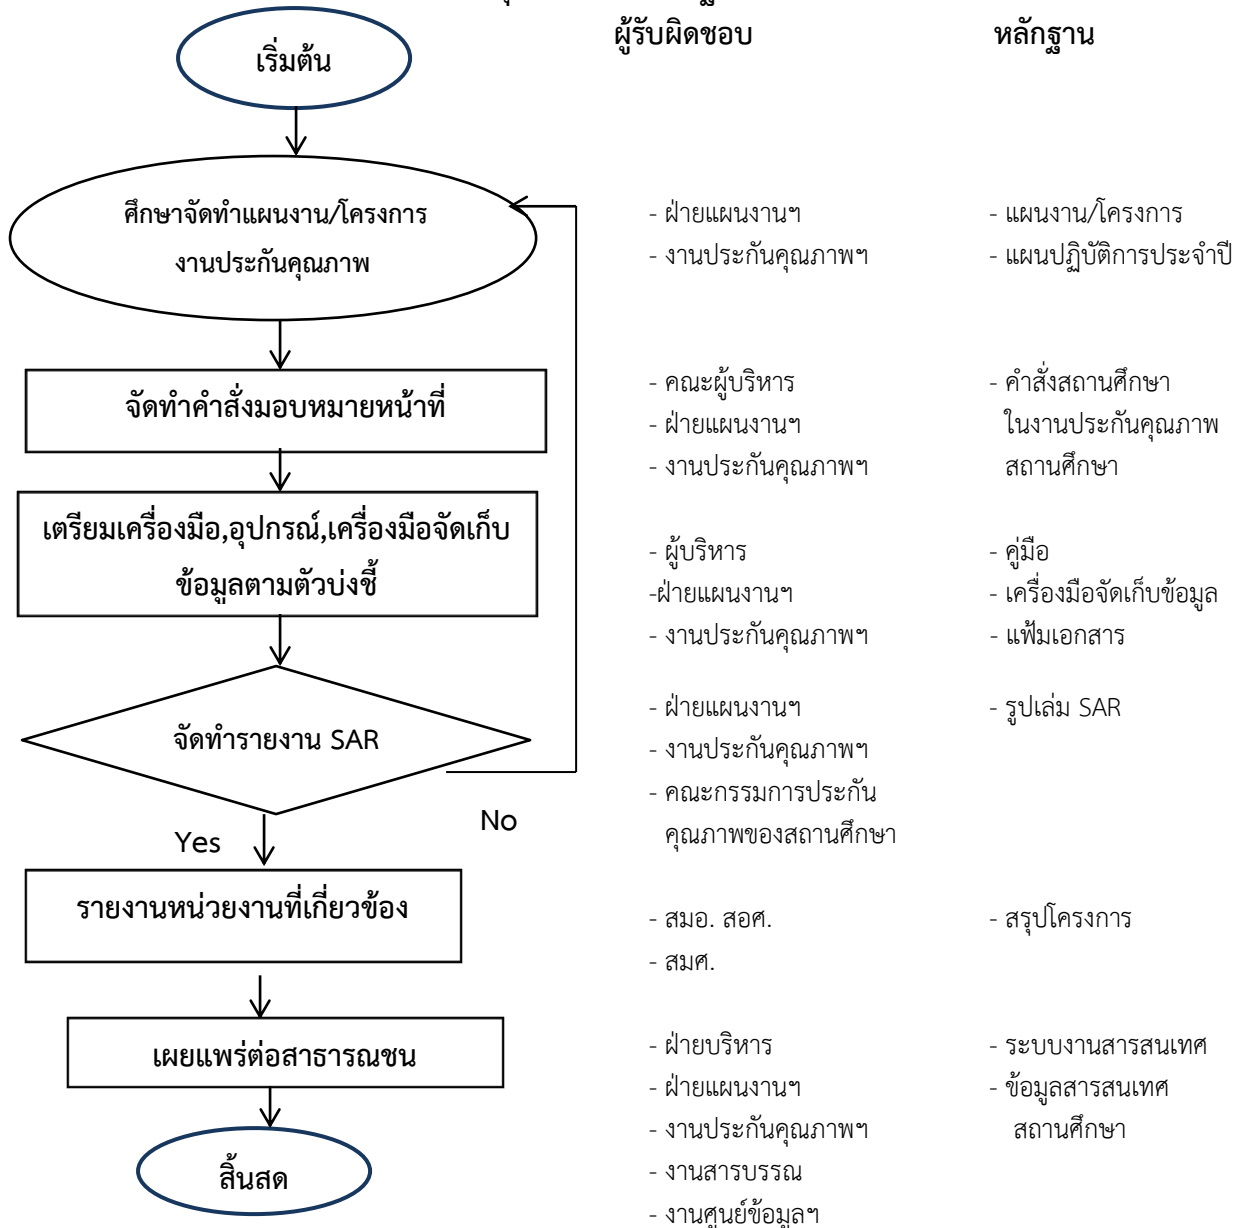 ผู้รับผิดชอบ หลักฐาน
เริ่มต้น
ศึกษาจัดทำแผนงาน/โครงการ
งานประกันคุณภาพ
- ฝ่ายแผนงานฯ
- งานประกันคุณภาพฯ
- แผนงาน/โครงการ
- แผนปฏิบัติการประจำปี
จัดทำคำสั่งมอบหมายหน้าที่
- คณะผู้บริหาร
- ฝ่ายแผนงานฯ
- งานประกันคุณภาพฯ
- คำสั่งสถานศึกษา
ในงานประกันคุณภาพ
สถานศึกษา
เตรียมเครื่องมือ,อุปกรณ์,เครื่องมือจัดเก็บ
ข้อมูลตามตัวบ่งชี้
- ผู้บริหาร
-ฝ่ายแผนงานฯ
- งานประกันคุณภาพฯ
- คู่มือ
- เครื่องมือจัดเก็บข้อมูล
- แฟ้มเอกสาร
จัดทำรายงาน SAR
- ฝ่ายแผนงานฯ
- งานประกันคุณภาพฯ
- คณะกรรมการประกัน
คุณภาพของสถานศึกษา
- รูปเล่ม SAR
No
Yes
รายงานหน่วยงานที่เกี่ยวข้อง
- สมอ. สอศ.
- สมศ.
- สรุปโครงการ
เผยแพร่ต่อสาธารณชน
- ฝ่ายบริหาร
- ฝ่ายแผนงานฯ
- งานประกันคุณภาพฯ
- งานสารบรรณ
- งานศูนย์ข้อมูลฯ
- ระบบงานสารสนเทศ
- ข้อมูลสารสนเทศ
สถานศึกษา
สิ้นสด